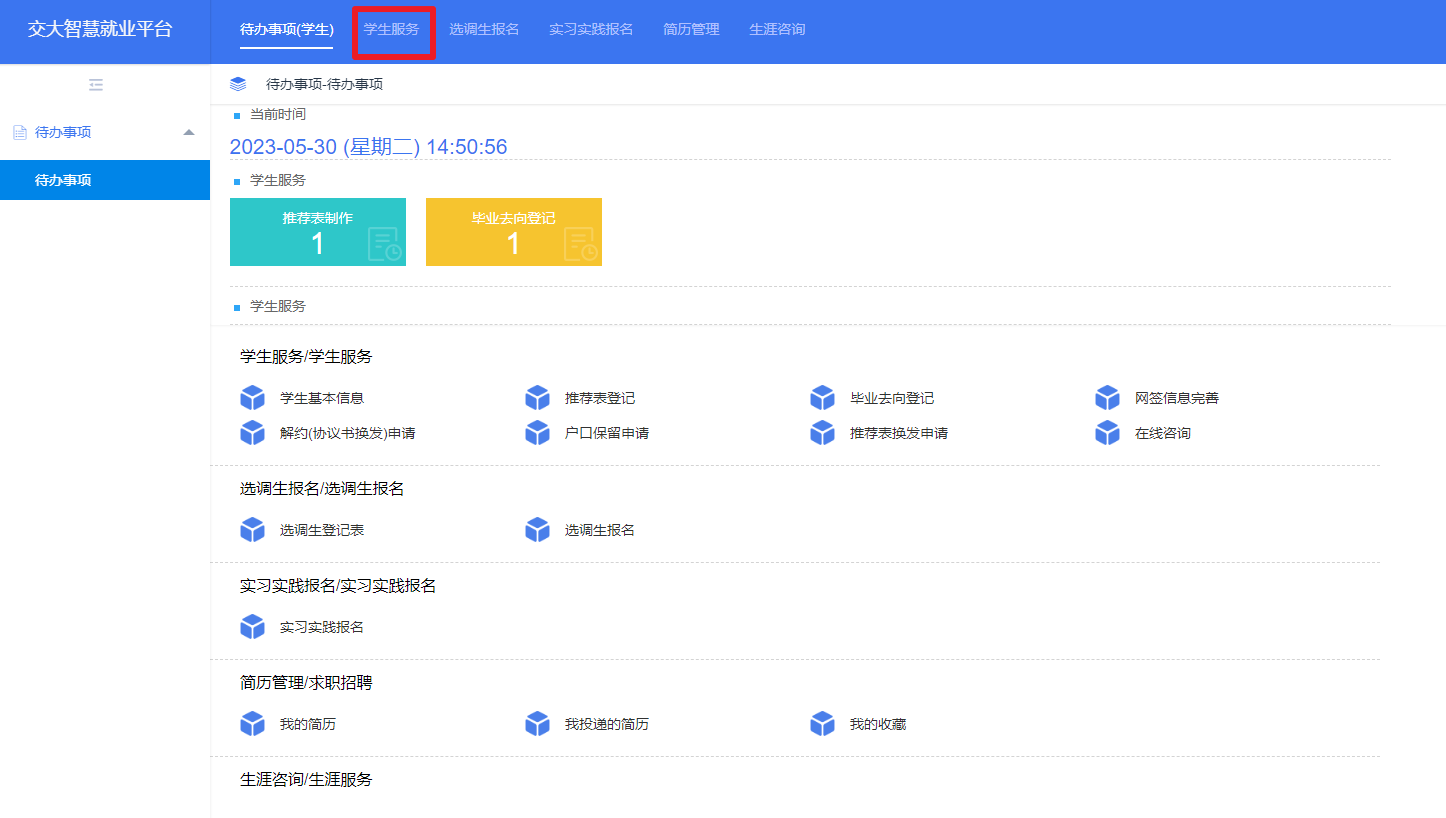 交大智慧就业平台
待办事项(学生) 学生服务 选调生报名 实习实践报名 简历管理 生涯咨询
待办事项
待办事项
待办事项-待办事项
当前时间
2023-05-30 (星期二) 14:50:56
学生服务
推荐表制作 毕业去向登记
1 1
学生服务
学生服务/学生服务
学生基本信息 推荐表登记 毕业去向登记 网签信息完善
解约(协议书换发)申请 户口保留申请 推荐表换发申请 在线咨询
选调生报名/选调生报名
选调生登记表 选调生报名
实习实践报名/实习实践报名
实习实践报名
简历管理/求职招聘
我的简历 我投递的简历 我的收藏
生涯咨询/生涯服务